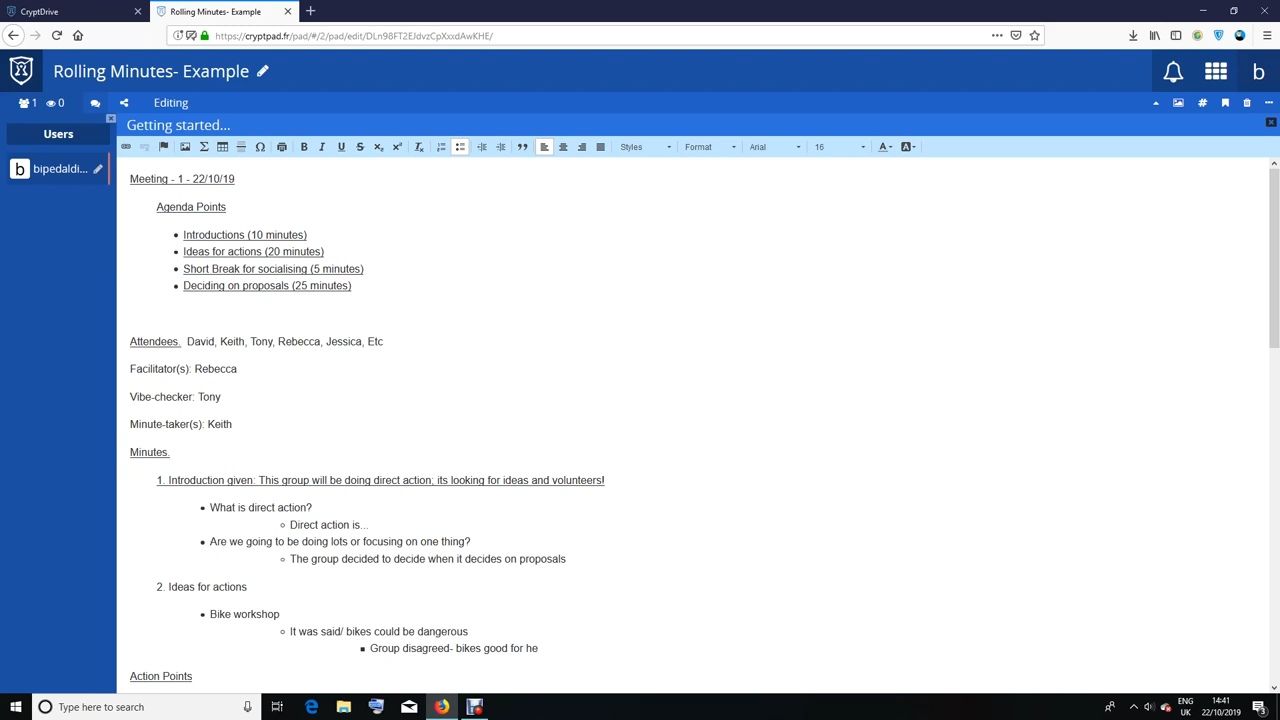 CryptDrive
Rolling Minutes- Example
https://cryptpad.fr/pad/#/2/pad/edit/DLn98FT2EJdvzCpXxxdAwKHE/
Rolling Minutes- Example
b
1 0
Editing
Users
Getting started...
Styles Format Arial 16
b bipedaldi...
Meeting - 1 - 22/10/19
Agenda Points
Introductions (10 minutes)
Ideas for actions (20 minutes)
Short Break for socialising (5 minutes)
Deciding on proposals (25 minutes)
Attendees. David, Keith, Tony, Rebecca, Jessica, Etc
Facilitator(s): Rebecca
Vibe-checker: Tony
Minute-taker(s): Keith
Minutes.
1. Introduction given: This group will be doing direct action; its looking for ideas and volunteers!
What is direct action?
Direct action is...
Are we going to be doing lots or focusing on one thing?
The group decided to decide when it decides on proposals
2. Ideas for actions
Bike workshop
It was said/ bikes could be dangerous
Group disagreed- bikes good for he
Action Points
Type here to search
ENG
UK
14:41
22/10/2019
3